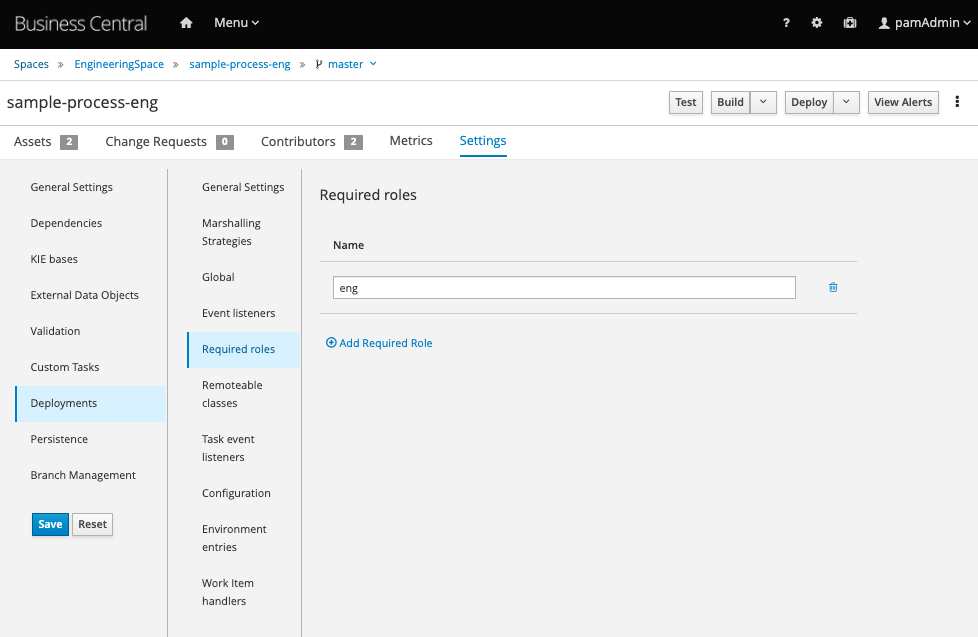 Business Central Menu ? pamAdmin
Spaces » EngineeringSpace » sample-process-eng » master
sample-process-eng Test Build Deploy View Alerts
Assets 2 Change Requests 0 Contributors 2 Metrics Settings
General Settings
Dependencies
KIE bases
External Data Objects
Validation
Custom Tasks
Deployments
Persistence
Branch Management
Save Reset
General Settings
Marshalling
Strategies
Global
Event listeners
Required roles
Remoteable
classes
Task event
listeners
Configuration
Environment
entries
Work Item
handlers
Required roles
Name
eng
Add Required Role